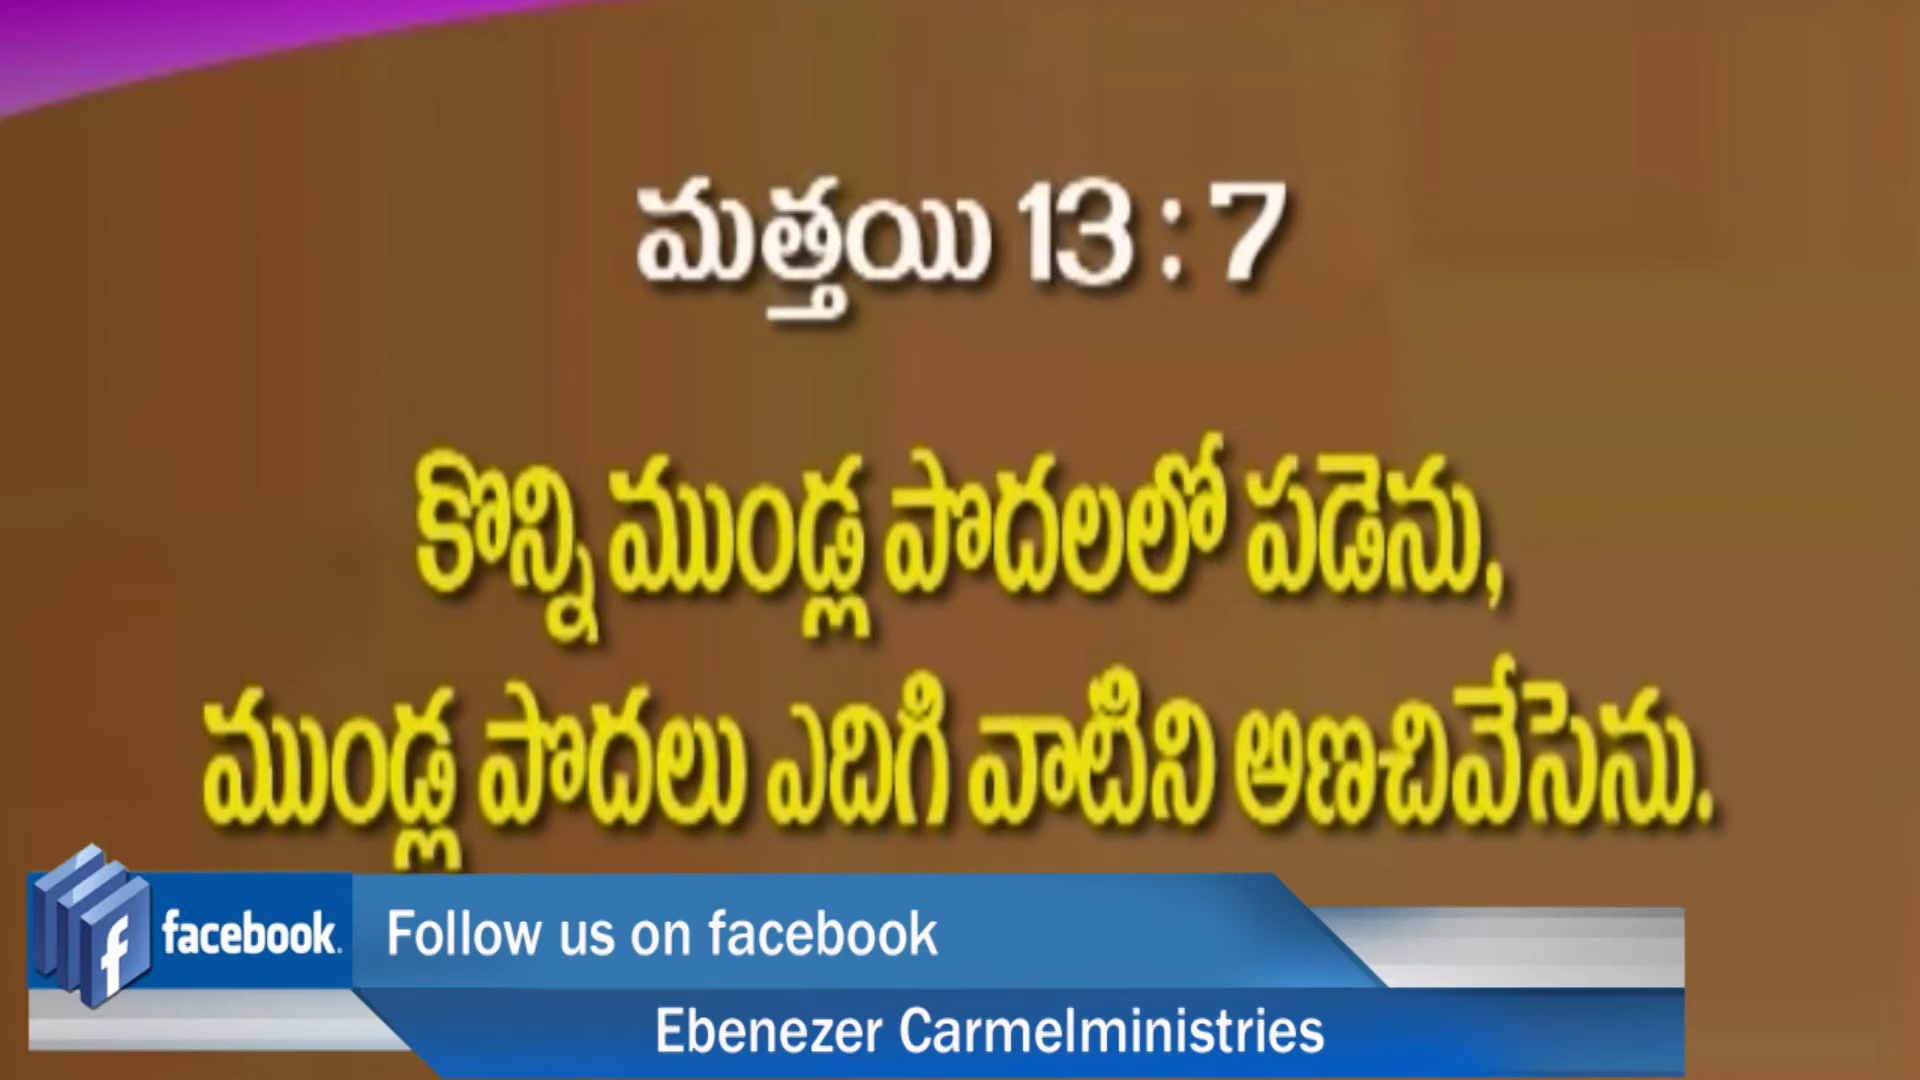 మత్తయి 13 : 7
కొన్ని ముండ్ల పొదలలో పడెను,
ముండ్ల పొదలు ఎదిగి వాటిని అణచివేసెను.
facebook. Follow us on facebook
Ebenezer Carmelministries